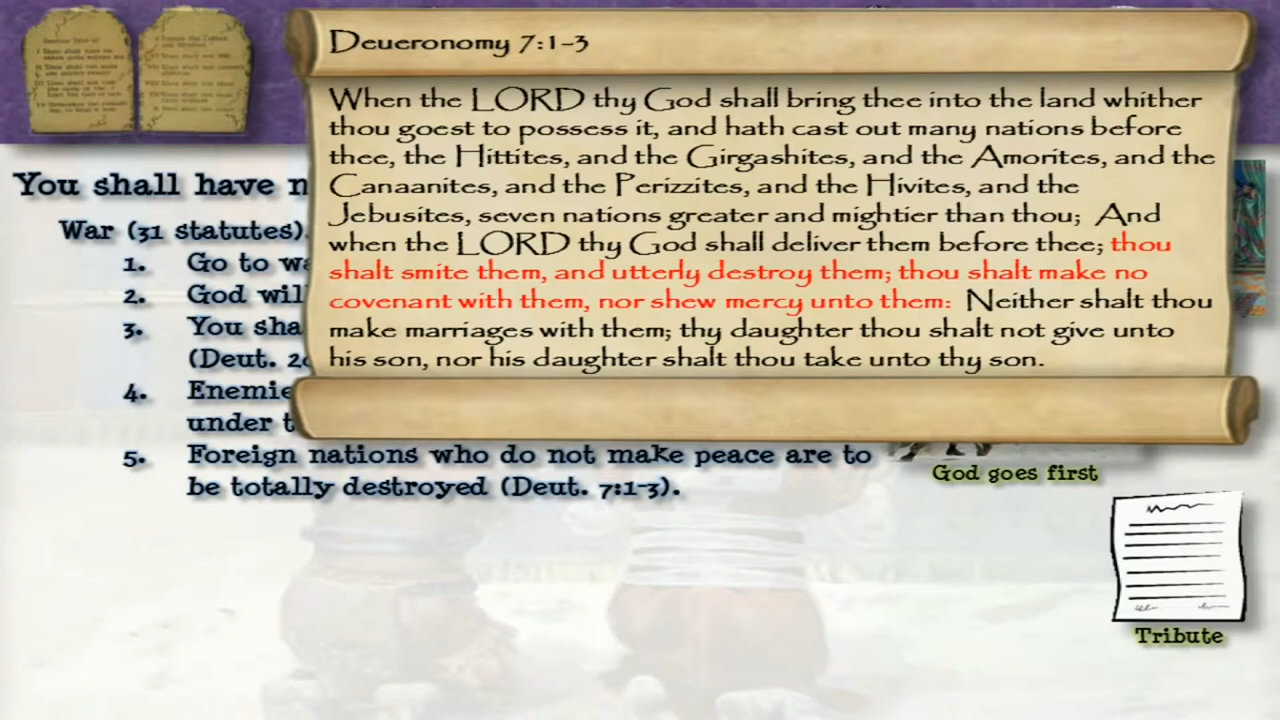 Deueronomy 7:1-3
When the LORD thy God shall bring thee into the land whither
thou goest to possess it, and hath cast out many nations before
thee, the Hittites, and the Girgashites, and the Amorites, and the
Canaanites, and the Perizzites, and the Hivites, and the
Jebusites, seven nations greater and mightier than thou; And
when the LORD thy God shall deliver them before thee; thou
shalt smite them, and utterly destroy them; thou shalt make no
covenant with them, nor shew mercy unto them: Neither shalt thou
make marriages with them; thy daughter thou shalt not give unto
his son, nor his daughter shalt thou take unto thy son.
You shall have n
War (31 statutes).
1. Go to wa
2. God wil
3. You sha
(Deut. 20
4. Enemie
under t
5. Foreign nations who do not make peace are to
be totally destroyed (Deut. 7:1-3).
God goes first
Tribute